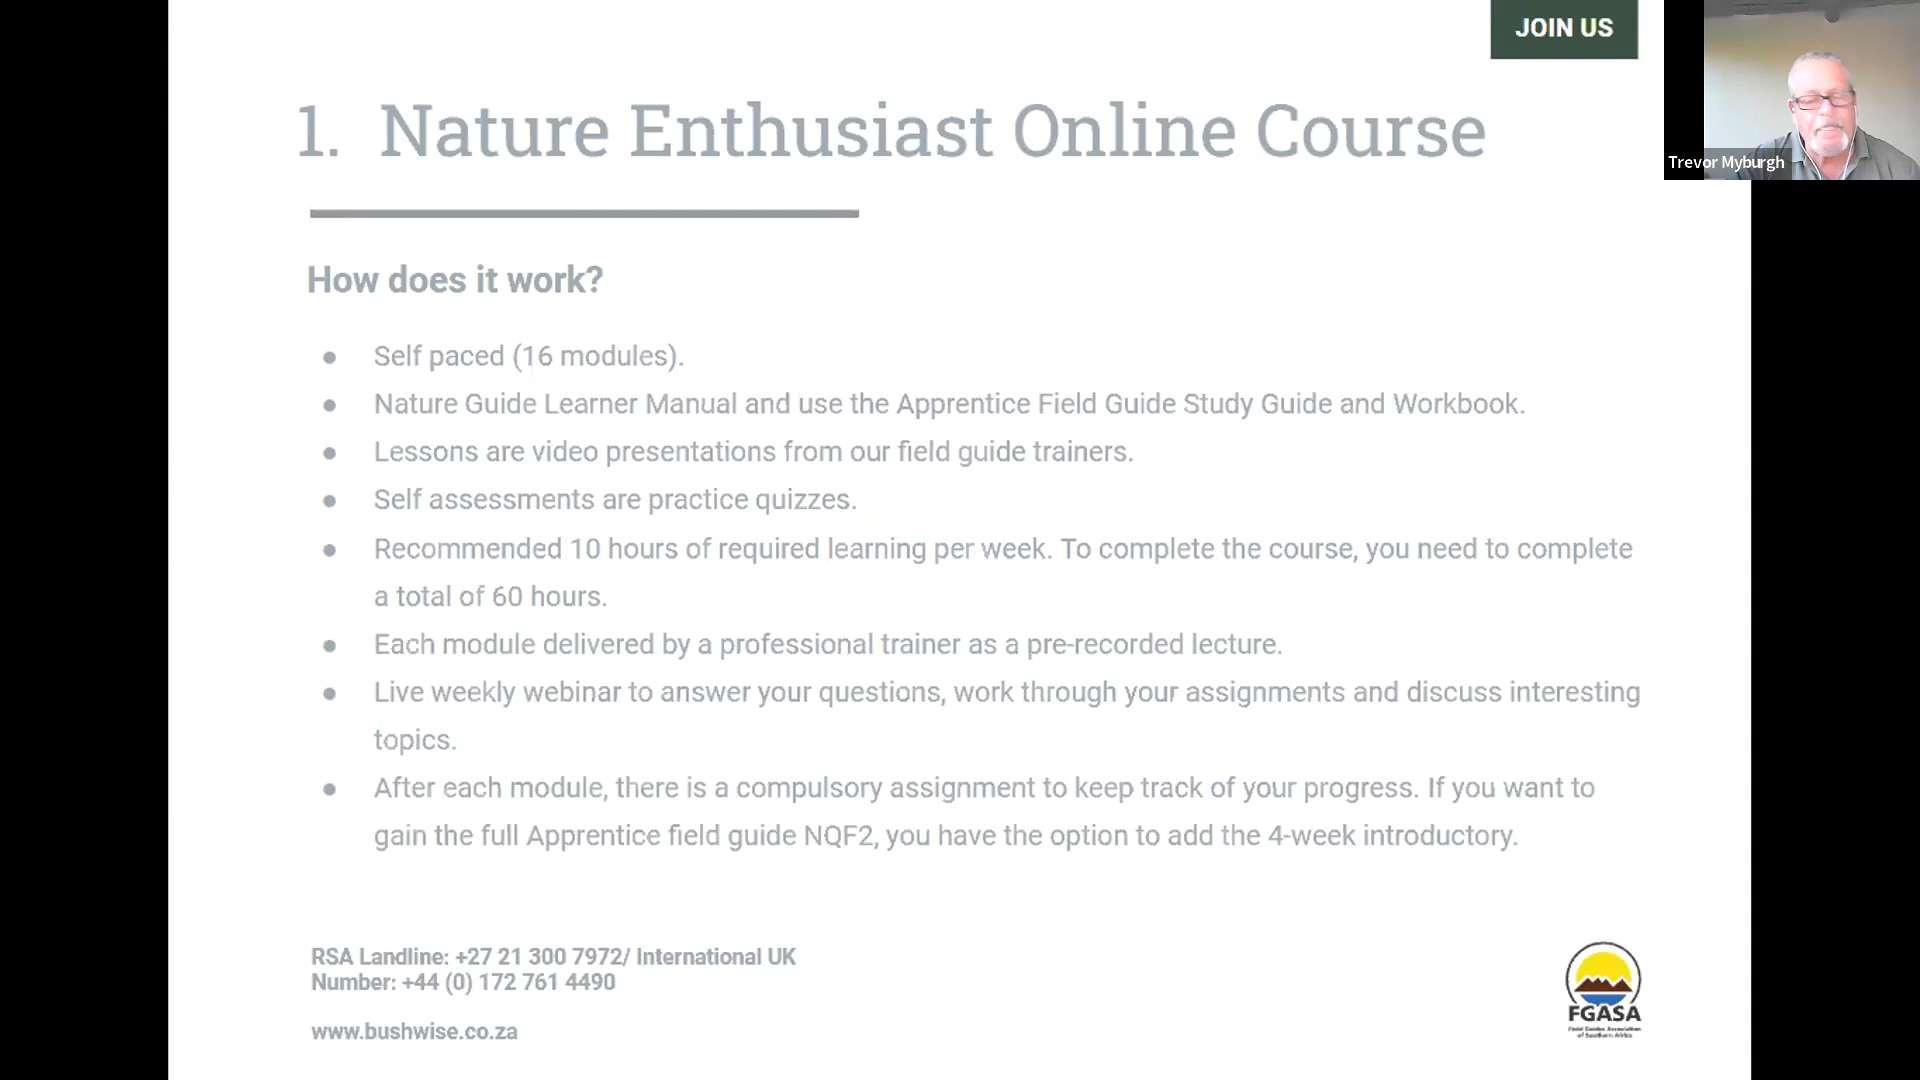 JOIN US
1. Nature Enthusiast Online Course
Trevor Myburgh
How does it work?
● Self paced (16 modules).
● Nature Guide Learner Manual and use the Apprentice Field Guide Study Guide and Workbook.
● Lessons are video presentations from our field guide trainers.
● Self assessments are practice quizzes.
● Recommended 10 hours of required learning per week. To complete the course, you need to complete
a total of 60 hours.
● Each module delivered by a professional trainer as a pre-recorded lecture.
● Live weekly webinar to answer your questions, work through your assignments and discuss interesting
topics.
● After each module, there is a compulsory assignment to keep track of your progress. If you want to
gain the full Apprentice field guide NQF2, you have the option to add the 4-week introductory.
RSA Landline: +27 21 300 7972/ International UK
Number: +44 (0) 172 761 4490
www.bushwise.co.za
FGASA
Field Guides Association
of Southern Africa